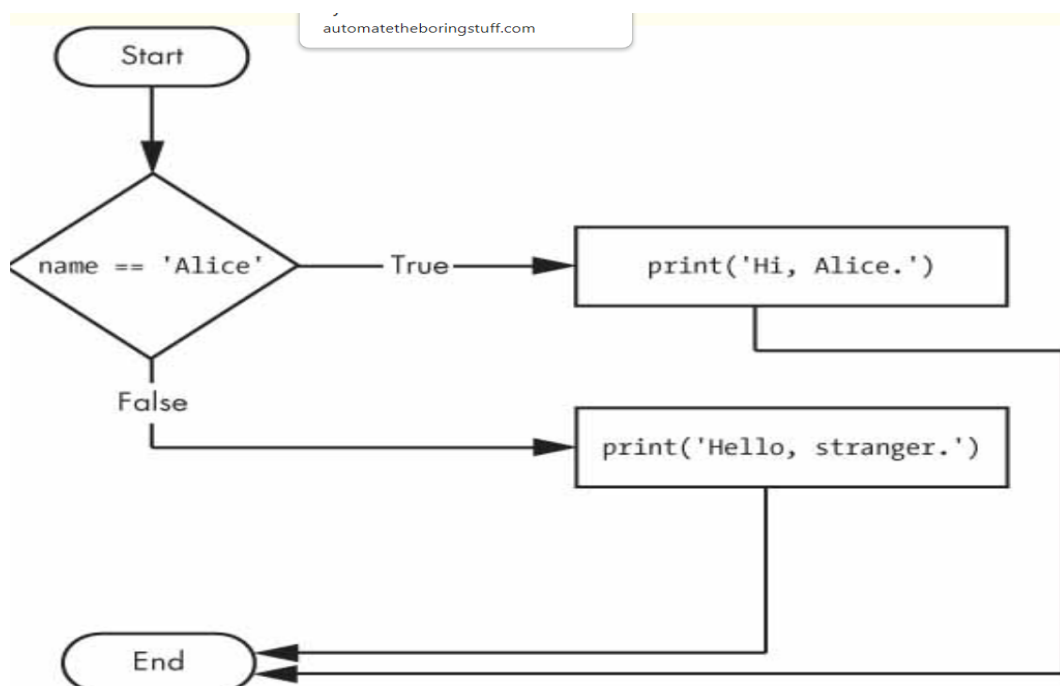 automatetheboringstuff.com
Start
name == 'Alice'
True
print('Hi, Alice.')
False
print('Hello, stranger.')
End